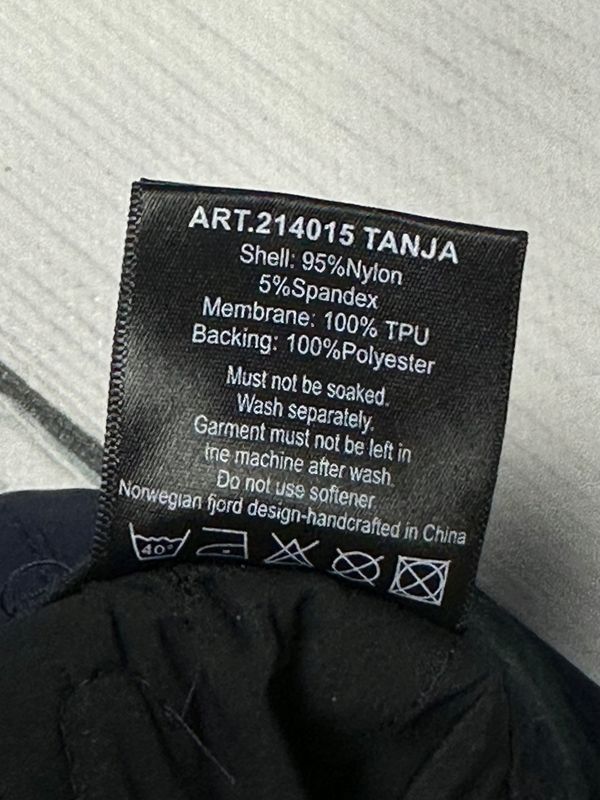 ART.214015 TANJA
Shell: 95%Nylon
5%Spandex
Membrane: 100% TPU
Backing: 100%Polyester
Must not be soaked.
Wash separately.
Garment must not be left in
the machine after wash.
Do not use softener
Norwegian fjord design-handcrafted in China
40°